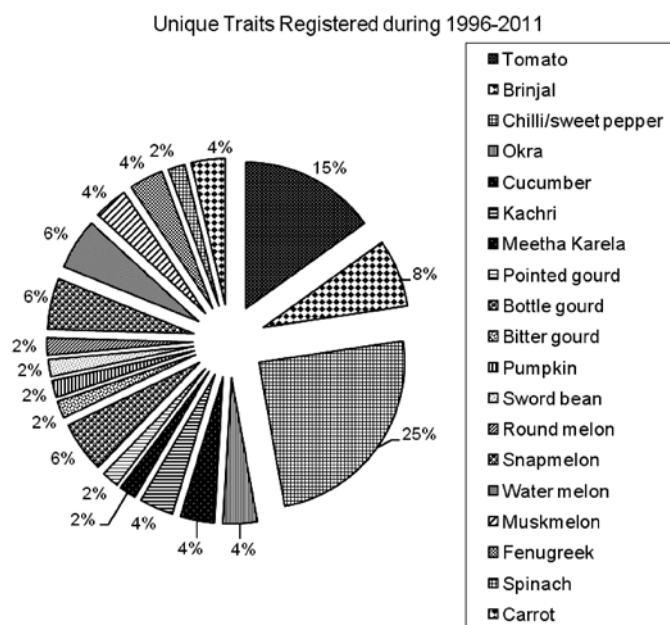 Unique Traits Registered during 1996-2011
15%
8%
25%
4%
4%
4%
2%
2%
6%
2%
2%
2%
2%
6%
6%
4%
4%
2%
4%
Tomato
Brinjal
Chilli/sweet pepper
Okra
Cucumber
Kachri
Meetha Karela
Pointed gourd
Bottle gourd
Bitter gourd
Pumpkin
Sword bean
Round melon
Snapmelon
Water melon
Muskmelon
Fenugreek
Spinach
Carrot